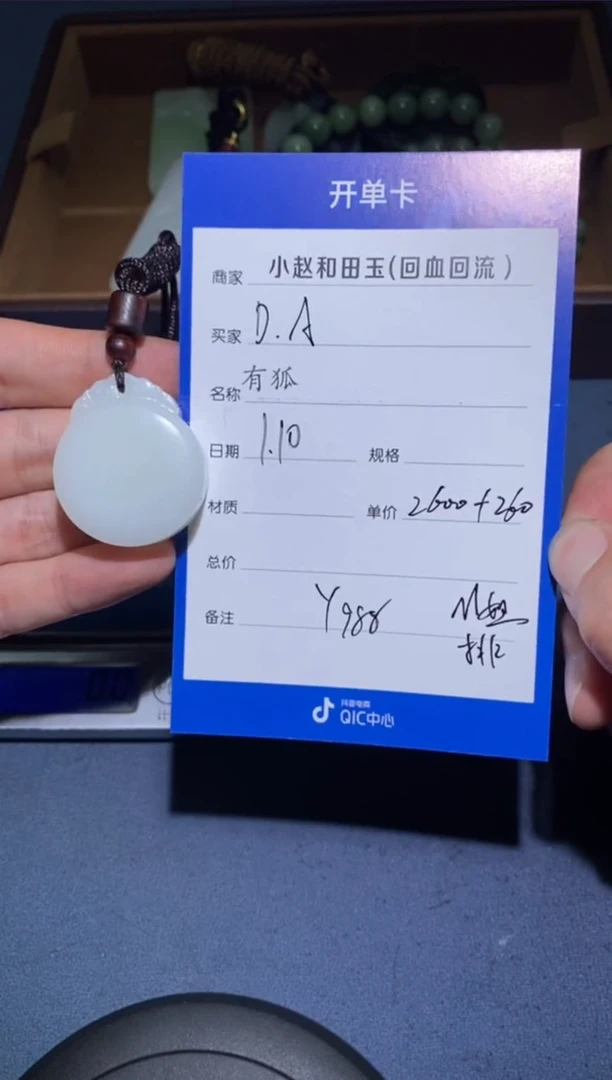 开单卡
商家 小赵和田玉(回血回流)
买家 D.A
名称 有狐
日期 1.10 规格
材质 单价 2600+260
总价
备注 Y988
抖音电商
QIC中心